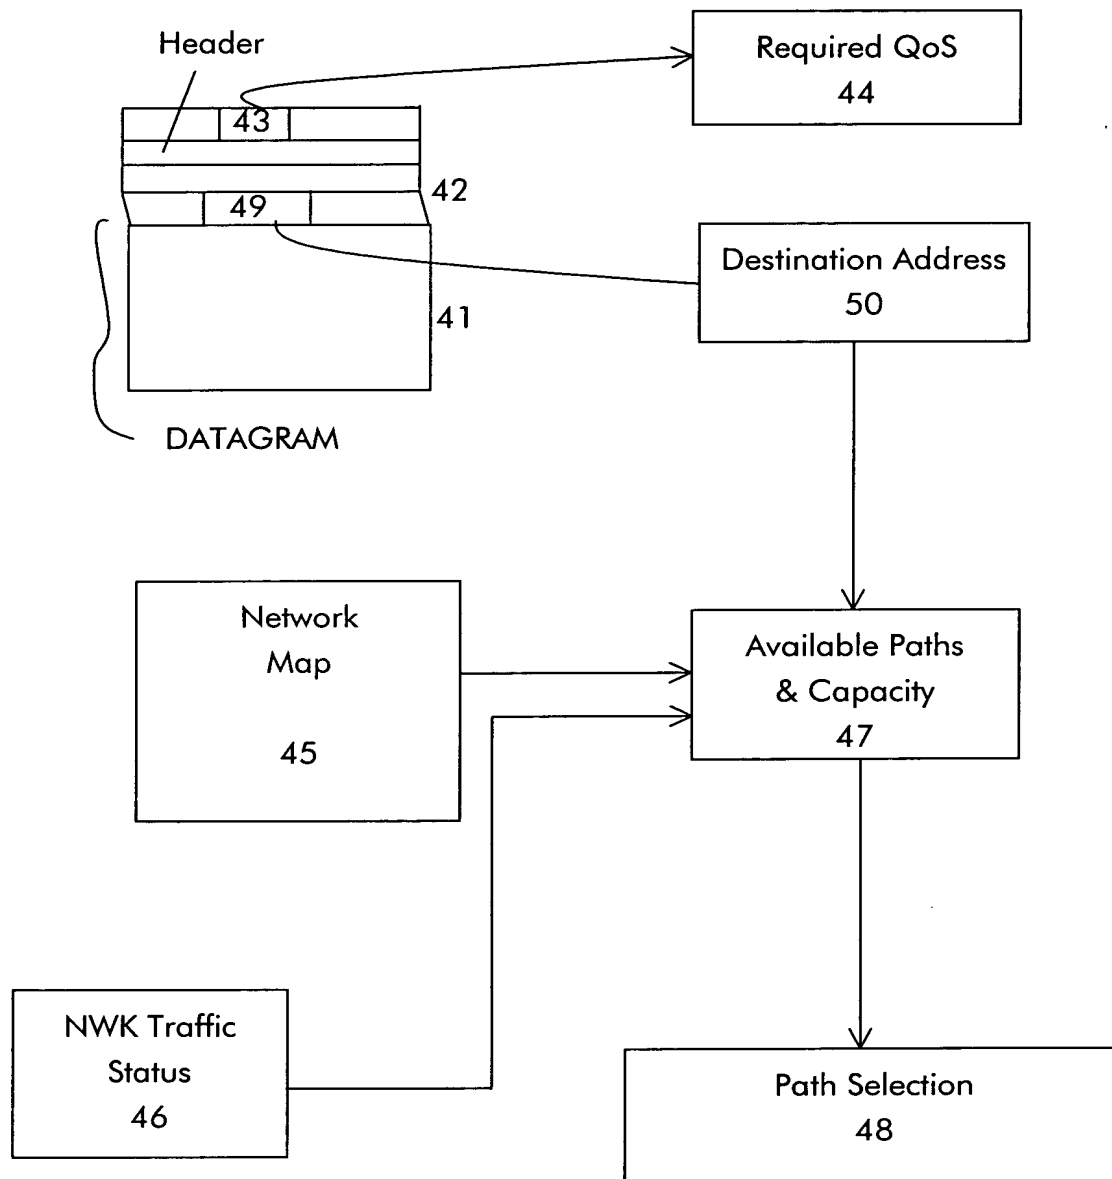 Header
Required QoS
44
43
42
49
Destination Address
50
41
DATAGRAM
Network
Map
45
Available Paths
& Capacity
47
NWK Traffic
Status
46
Path Selection
48